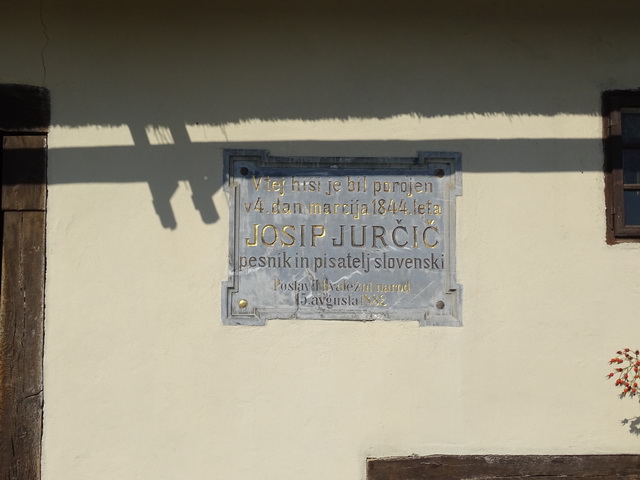 V tej hiši je bil porojen
v 4. dan marcija 1844. leta
JOSIP JURČIČ
pesnik in pisatelj slovenski
Postavil hvaležni narod
15. avgusta 1882.